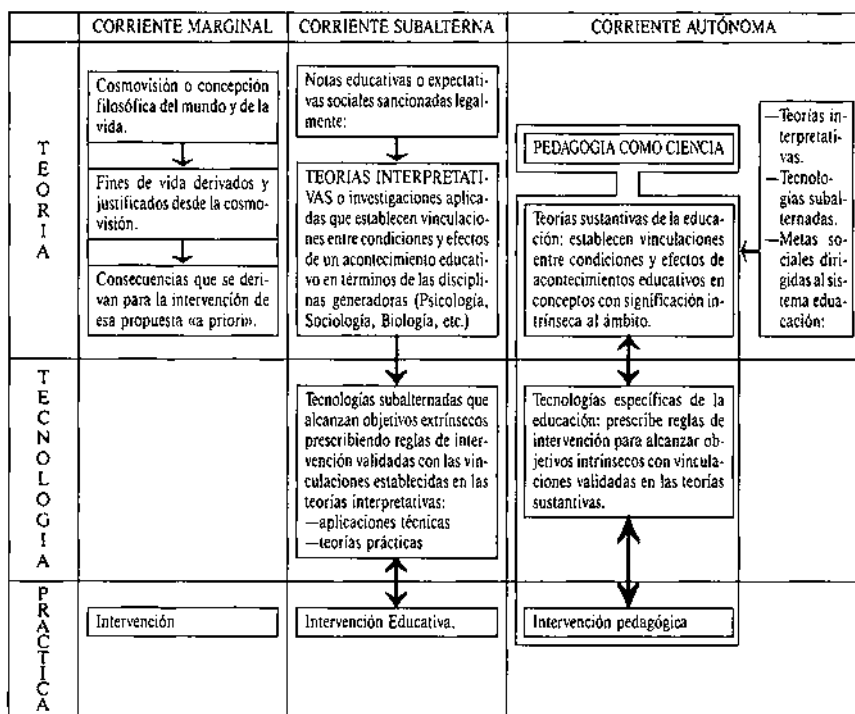 CORRIENTE MARGINAL
CORRIENTE SUBALTERNA
CORRIENTE AUTÓNOMA
TEORIA
Cosmovisión o concepción
filosófica del mundo y de la
vida.
Fines de vida derivados y
justificados desde la cosmo-
visión.
Consecuencias que se deri-
van para la intervención de
esa propuesta «a priori».
Notas educativas o expectati-
vas sociales sancionadas legal-
mente:
TEORIAS INTERPRETATI-
VAS o investigaciones aplica-
das que establecen vinculacio-
nes entre condiciones y efectos
de un acontecimiento educati-
vo en términos de las discipli-
nas generadoras (Psicología,
Sociología, Biología, etc.)
PEDAGOGIA COMO CIENCIA
Teorías sustantivas de la educa-
ción: establecen vinculaciones
entre condiciones y efectos de
acontecimientos educativos en
conceptos con significación in-
trínseca al ámbito.
—Teorías in-
terpretati-
vas.
—Tecnolo-
gías subal-
ternadas.
—Metas so-
ciales diri-
gidas al sis-
tema edua-
cación:
TECNOLOGIA
Tecnologías subalternadas que
alcanzan objetivos extrínsecos
prescribiendo reglas de inter-
vención validadas con las vin-
culaciones establecidas en las
teorías interpretativas:
—aplicaciones técnicas
—teorías prácticas
Tecnologías específicas de la
educación: prescribe reglas de
intervención para alcanzar ob-
jetivos intrínsecos con vincula-
ciones validadas en las teorías
sustantivas.
PRACTICA
Intervención
Intervención Educativa.
Intervención pedagógica